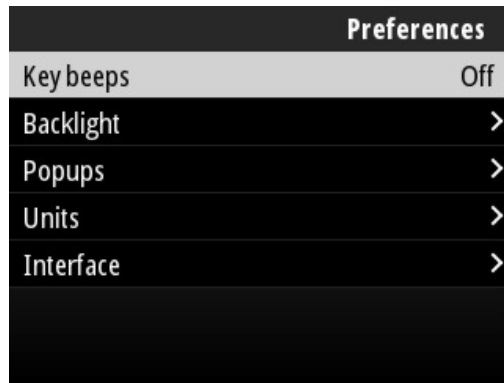 Preferences
Key beeps Off
Backlight
Popups
Units
Interface